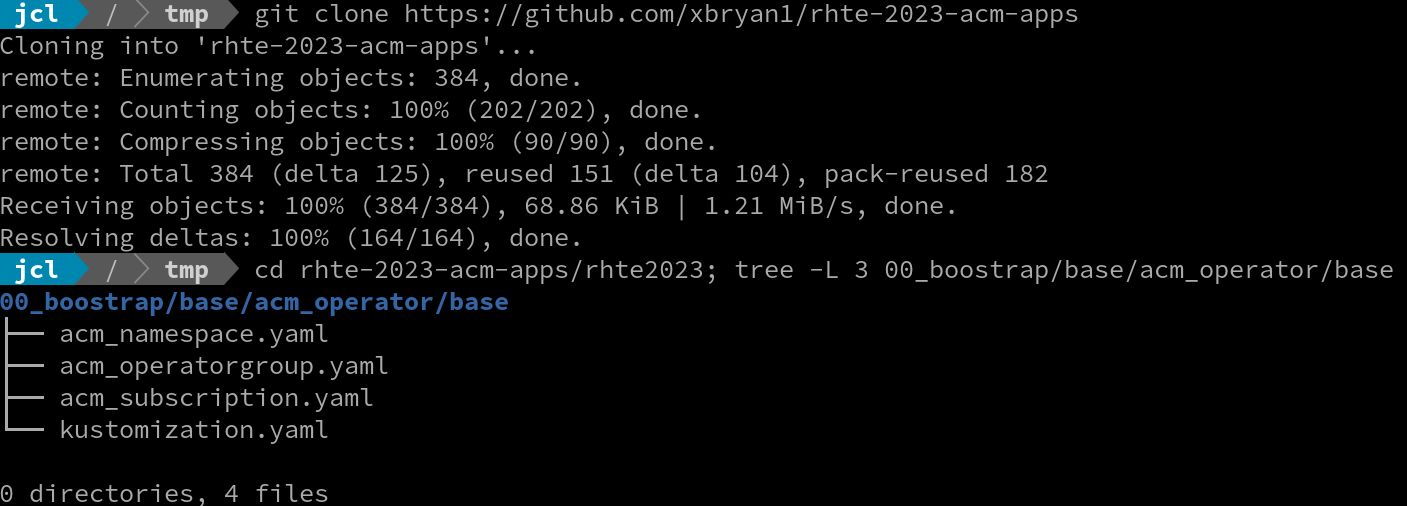 jcl / tmp git clone https://github.com/xbryan1/rhte-2023-acm-apps
Cloning into 'rhte-2023-acm-apps'...
remote: Enumerating objects: 384, done.
remote: Counting objects: 100% (202/202), done.
remote: Compressing objects: 100% (90/90), done.
remote: Total 384 (delta 125), reused 151 (delta 104), pack-reused 182
Receiving objects: 100% (384/384), 68.86 KiB | 1.21 MiB/s, done.
Resolving deltas: 100% (164/164), done.
jcl / tmp cd rhte-2023-acm-apps/rhte2023; tree -L 3 00_boostrap/base/acm_operator/base
00_boostrap/base/acm_operator/base
├── acm_namespace.yaml
├── acm_operatorgroup.yaml
├── acm_subscription.yaml
└── kustomization.yaml
0 directories, 4 files